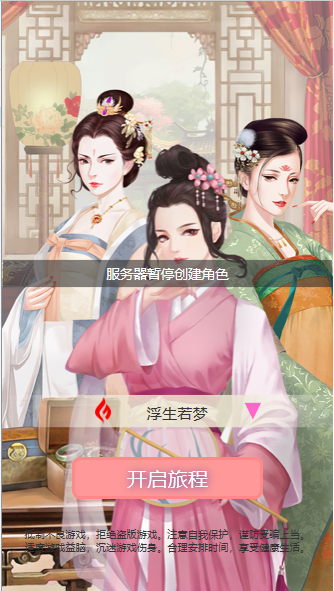 服务器暂停创建角色
浮生若梦
开启旅程
抵制不良游戏，拒绝盗版游戏。注意自我保护，谨防受骗上当。
适度游戏益脑，沉迷游戏伤身。合理安排时间，享受健康生活。